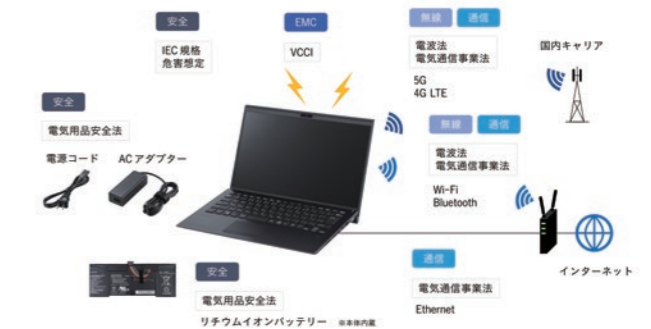 安全
IEC 規格
危害想定
EMC
VCCI
無線 通信
電波法
電気通信事業法
5G
4G LTE
国内キャリア
安全
電気用品安全法
電源コード AC アダプター
無線 通信
電波法
電気通信事業法
Wi-Fi
Bluetooth
インターネット
安全
電気用品安全法
リチウムイオンバッテリー ※本体内蔵
通信
電気通信事業法
Ethernet